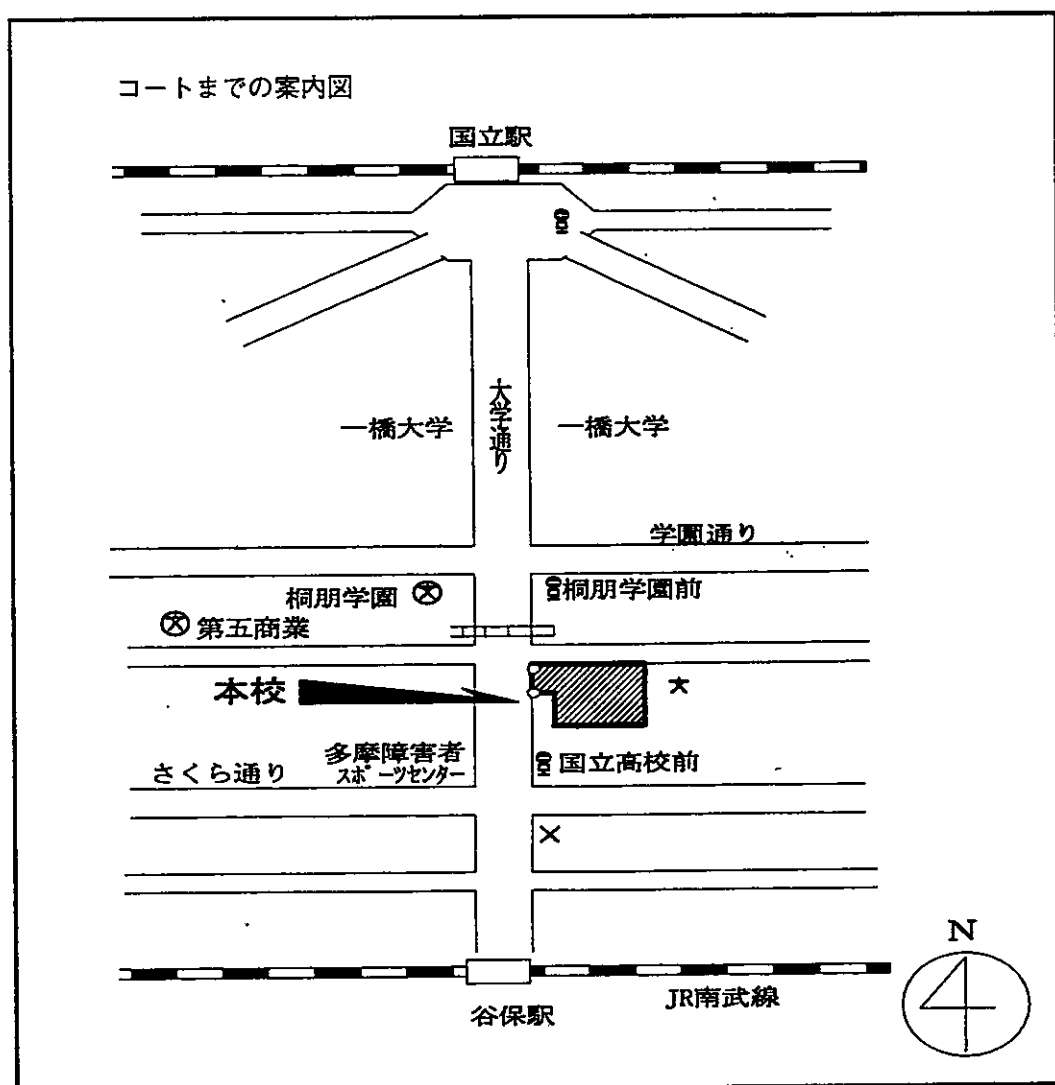 コートまでの案内図
国立駅
大学通り
一橋大学
一橋大学
学園通り
桐朋学園
桐朋学園前
第五商業
本校
多摩障害者
スポーツセンター
さくら通り
国立高校前
N
JR南武線
谷保駅